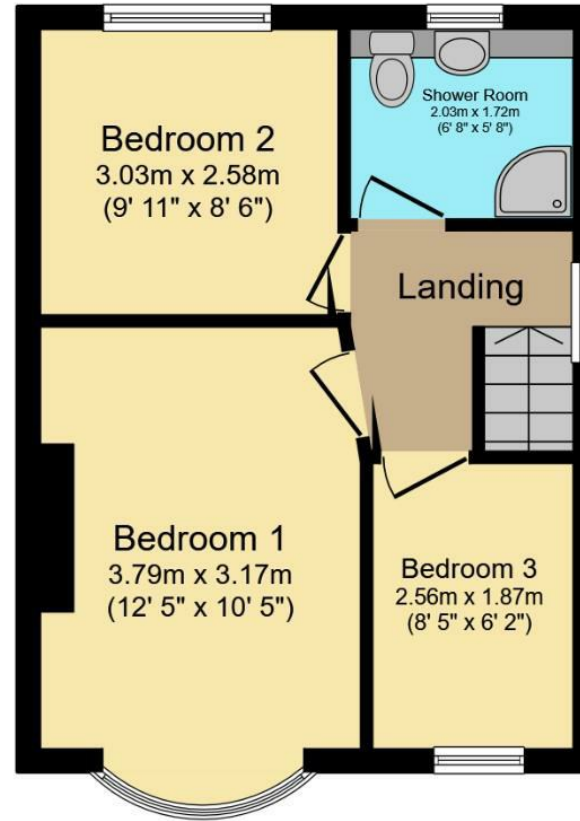 Bedroom 2
3.03m x 2.58m
(9' 11" x 8' 6")
Shower Room
2.03m x 1.72m
(6' 8" x 5' 8")
Landing
Bedroom 1
3.79m x 3.17m
(12' 5" x 10' 5")
Bedroom 3
2.56m x 1.87m
(8' 5" x 6' 2")